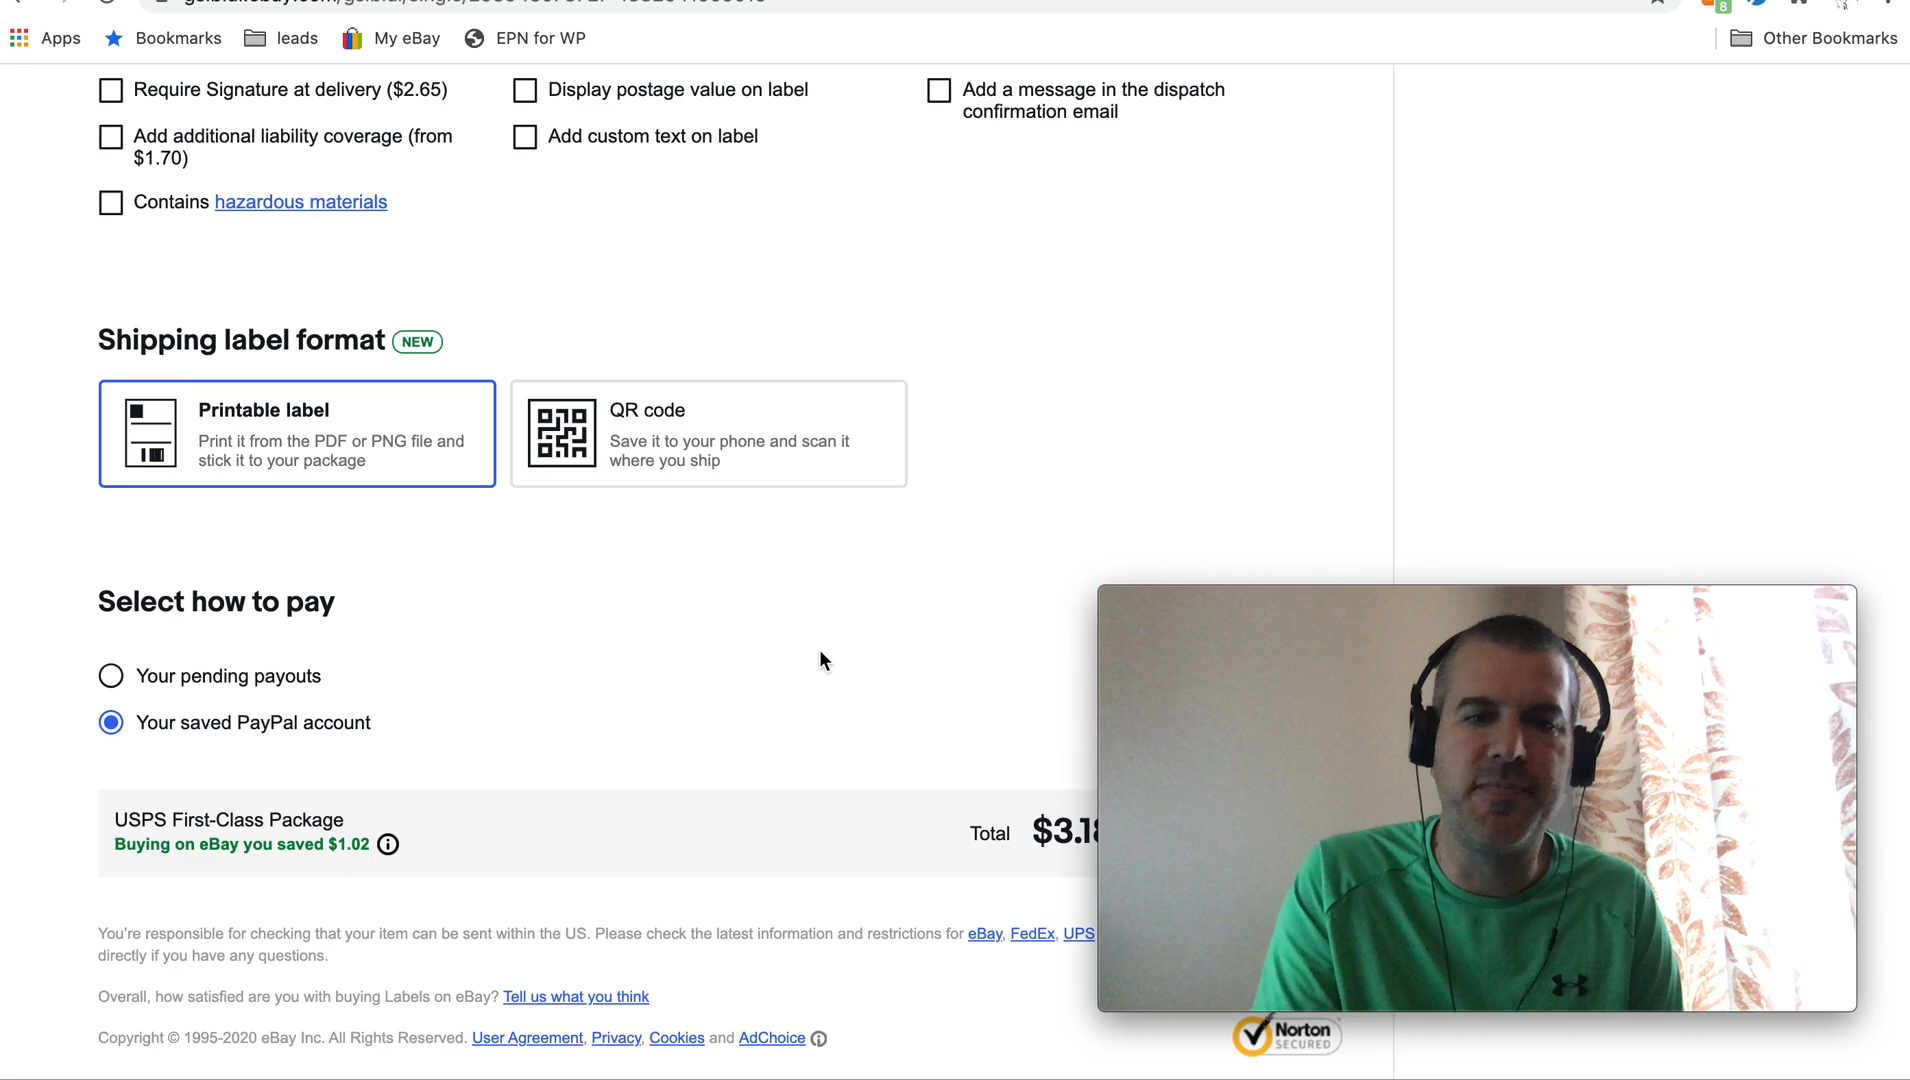 Apps
Bookmarks
leads
My eBay
EPN for WP
Other Bookmarks
8
Require Signature at delivery ($2.65)
Display postage value on label
Add a message in the dispatch
confirmation email
Add additional liability coverage (from
$1.70)
Add custom text on label
Contains hazardous materials
Shipping label format NEW
Printable label
Print it from the PDF or PNG file and
stick it to your package
QR code
Save it to your phone and scan it
where you ship
Select how to pay
Your pending payouts
Your saved PayPal account
USPS First-Class Package
Buying on eBay you saved $1.02
Total $3.18
You're responsible for checking that your item can be sent within the US. Please check the latest information and restrictions for eBay, FedEx, UPS
directly if you have any questions.
Overall, how satisfied are you with buying Labels on eBay? Tell us what you think
Copyright © 1995-2020 eBay Inc. All Rights Reserved. User Agreement, Privacy, Cookies and AdChoice
Norton
SECURED